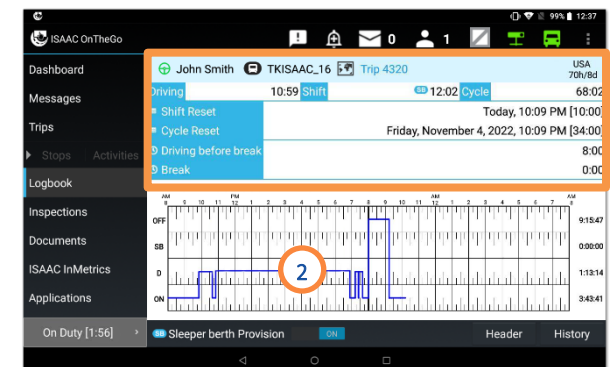 99% 12:37
ISAAC OnTheGo
0
1
Dashboard
Messages
Trips
Stops Activities
Logbook
Inspections
Documents
ISAAC InMetrics
Applications
On Duty [1:56]
John Smith TKISAAC_16 Trip 4320
USA
70h/8d
Driving 10:59 Shift SB 12:02 Cycle 68:02
Shift Reset Today, 10:09 PM [10:00]
Cycle Reset Friday, November 4, 2022, 10:09 PM [34:00]
Driving before break 8:00
Break 0:00
AM PM AM AM
8 9 10 11 12 1 2 3 4 5 6 7 8 9 10 11 12 1 2 3 4 5 6 7 8
OFF 9:15:47
SB 0:00:00
D 1:13:14
ON 3:43:41
2
SB Sleeper berth Provision ON Header History